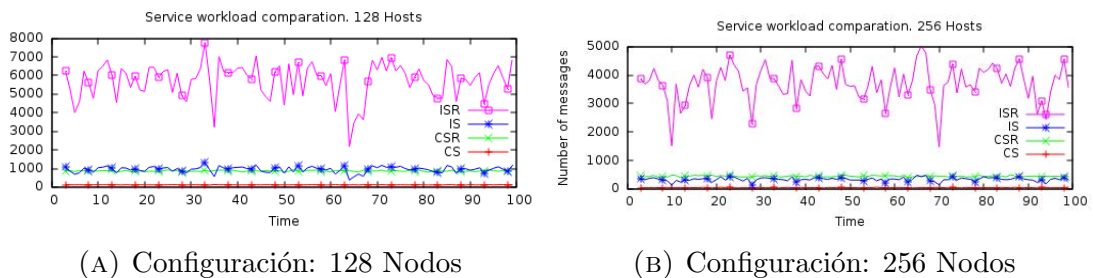 Service workload comparation. 128 Hosts
8000
7000
6000
5000
4000
3000
2000
1000
0
ISR
IS
CSR
CS
0 10 20 30 40 50 60 70 80 90 100
Time
(A) Configuración: 128 Nodos
Service workload comparation. 256 Hosts
Number of messages
5000
4000
3000
2000
1000
0
ISR
IS
CSR
CS
0 10 20 30 40 50 60 70 80 90 100
Time
(B) Configuración: 256 Nodos